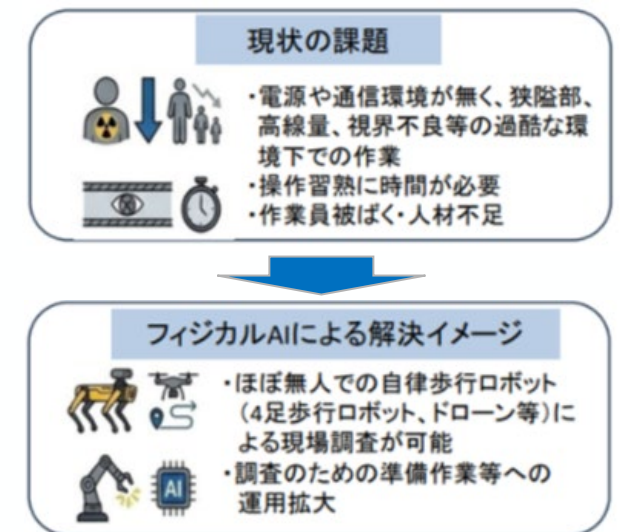 現状の課題
・電源や通信環境が無く、狭隘部、
高線量、視界不良等の過酷な環
境下での作業
・操作習熟に時間が必要
・作業員被ばく・人材不足
フィジカルAIによる解決イメージ
・ほぼ無人での自律歩行ロボット
（4足歩行ロボット、ドローン等）に
よる現場調査が可能
・調査のための準備作業等への
運用拡大
AI